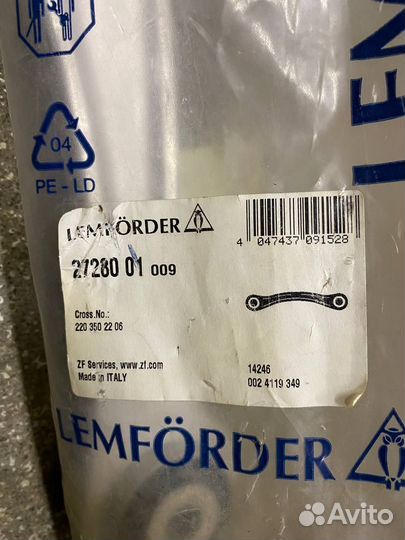 LEMFÖRDER
04
PE-LD
LEMFÖRDER
4 047437 091528
27280 01 009
Cross.No.:
220 350 22 06
ZF Services, www.zf.com
Made in ITALY
14246
002 4119 349
LEMFÖRDER
Avito